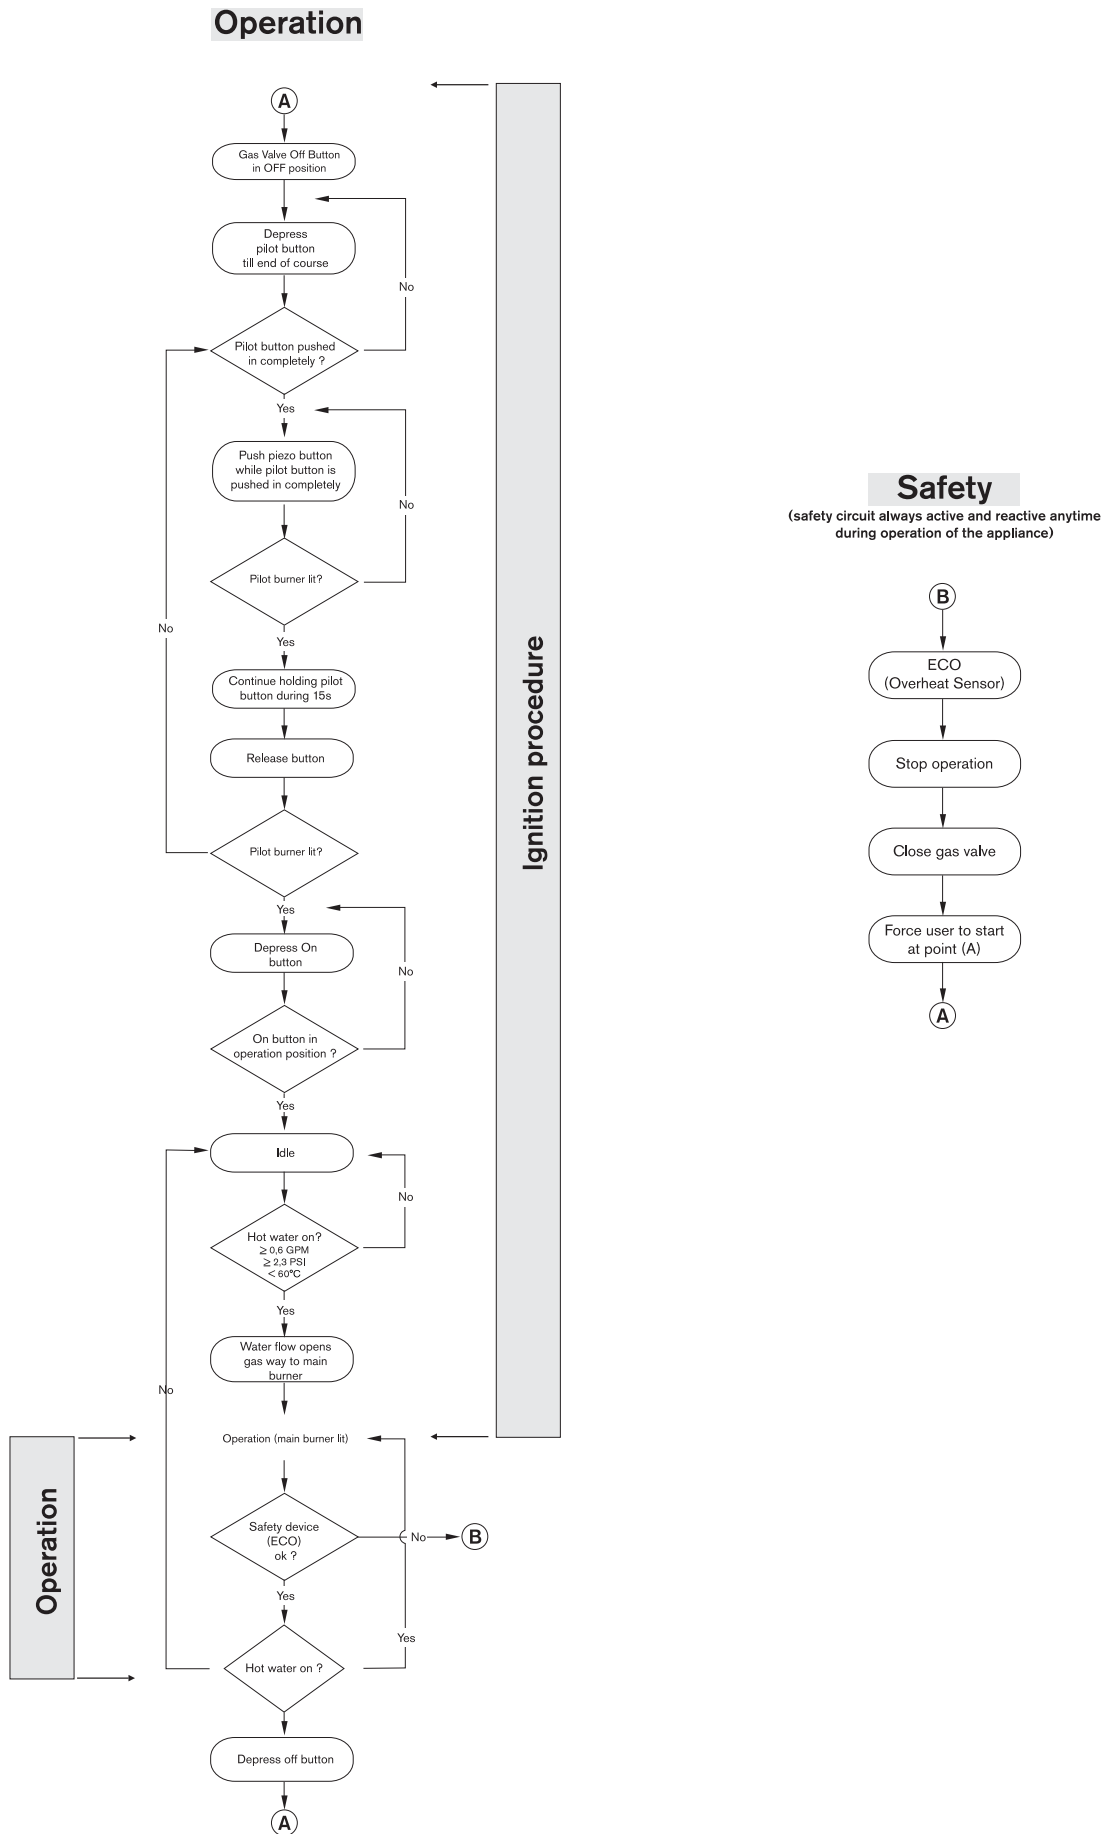 Operation
A
Gas Valve Off Button
in OFF position
Depress
pilot button
till end of course
No
Pilot button pushed
in completely ?
Yes
Push piezo button
while pilot button is
pushed in completely
No
Pilot burner lit?
No
Yes
Continue holding pilot
button during 15s
Release button
Pilot burner lit?
Yes
Depress On
button
No
On button in
operation position ?
Yes
Idle
No
Hot water on?
≥ 0,6 GPM
≥ 2,3 PSI
< 60°C
Yes
Water flow opens
gas way to main
burner
No
Operation (main burner lit)
Safety device
(ECO)
ok ?
No
B
Yes
Yes
Hot water on ?
Depress off button
A
Operation
Ignition procedure
Safety
(safety circuit always active and reactive anytime
during operation of the appliance)
B
ECO
(Overheat Sensor)
Stop operation
Close gas valve
Force user to start
at point (A)
A